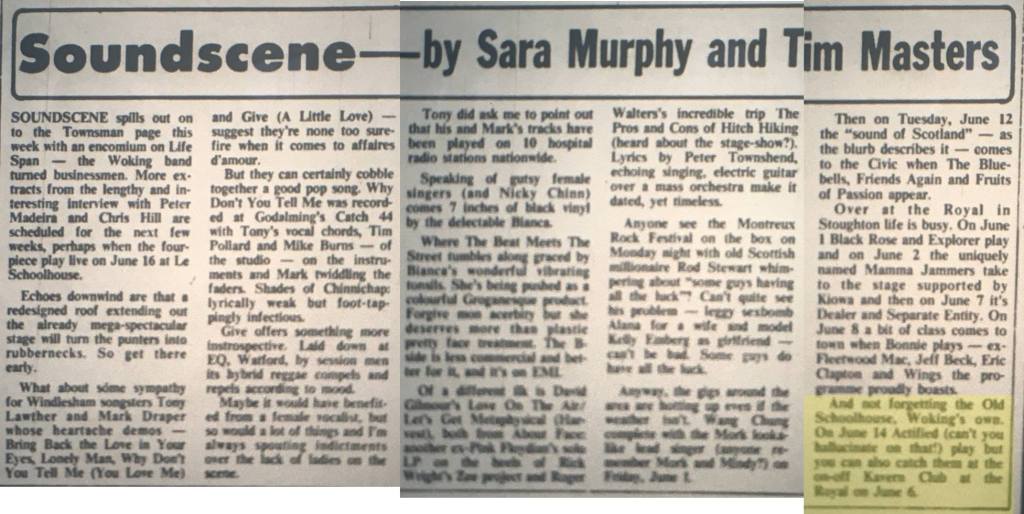 Soundscene—by Sara Murphy and Tim Masters
SOUNDSCENE spills out on
to the Townsman page this
week with an encomium on Life
Span — the Woking band
turned businessmen. More ex-
tracts from the lengthy and in-
teresting interview with Peter
Madeira and Chris Hill are
scheduled for the next few
weeks, perhaps when the four-
piece play live on June 16 at Le
Schoolhouse.
Echoes downwind are that a
redesigned roof extending out
the already mega-spectacular
stage will turn the punters into
rubbernecks. So get there
early.
What about some sympathy
for Windlesham songsters Tony
Lawther and Mark Draper
whose heartache demos —
Bring Back the Love in Your
Eyes, Lonely Man, Why Don't
You Tell Me (You Love Me)
and Give (A Little Love) —
suggest they're none too sure-
fire when it comes to affaires
d'amour.
But they can certainly cobble
together a good pop song. Why
Don't You Tell Me was record-
ed at Godalming's Catch 44
with Tony's vocal chords, Tim
Pollard and Mike Burns — of
the studio — on the instru-
ments and Mark twiddling the
faders. Shades of Chinnichap:
lyrically weak but foot-tap-
pingly infectious.
Give offers something more
instrospective. Laid down at
EQ, Watford, by session men
its hybrid reggae compels and
repels according to mood.
Maybe it would have benefit-
ed from a female vocalist, but
so would a lot of things and I'm
always spouting indictments
over the lack of ladies on the
scene.
Tony did ask me to point out
that his and Mark's tracks have
been played on 10 hospital
radio stations nationwide.
Speaking of gutsy female
singers (and Nicky Chinn)
comes 7 inches of black vinyl
by the delectable Bianca.
Where The Beat Meets The
Street tumbles along graced by
Bianca's wonderful vibrating
tonsils. She's being pushed as a
colourful Groganesque product.
Forgive mon acerbity but she
deserves more than plastic
pretty face treatment. The B-
side is less commercial and bet-
ter for it, and it's on EMI.
Of a different ilk is David
Gilmour's Love On The Air/
Let's Get Metaphysical (Har-
vest), both from About Face:
another ex-Pink Floydian's solo
LP on the heels of Rick
Wright's Zee project and Roger
Walters's incredible trip The
Pros and Cons of Hitch Hiking
(heard about the stage-show?).
Lyrics by Peter Townshend,
echoing singing, electric guitar
over a mass orchestra make it
dated, yet timeless.
Anyone see the Montreux
Rock Festival on the box on
Monday night with old Scottish
millionaire Rod Stewart whim-
pering about "some guys having
all the luck"? Can't quite see
his problem — leggy sexbomb
Alana for a wife and model
Kelly Emberg as girlfriend —
can't be bad. Some guys do
have all the luck.
Anyway, the gigs around the
area are hotting up even if the
weather isn't. Wang Chung
complete with the Mork looka-
like lead singer (anyone re-
member Mork and Mindy?) on
Friday, June 1.
Then on Tuesday, June 12
the "sound of Scotland" — as
the blurb describes it — comes
to the Civic when The Blue-
bells, Friends Again and Fruits
of Passion appear.
Over at the Royal in
Stoughton life is busy. On June
1 Black Rose and Explorer play
and on June 2 the uniquely
named Mamma Jammers take
to the stage supported by
Kiowa and then on June 7 it's
Dealer and Separate Entity. On
June 8 a bit of class comes to
town when Bonnie plays — ex-
Fleetwood Mac, Jeff Beck, Eric
Clapton and Wings the pro-
gramme proudly boasts.
And not forgetting the Old
Schoolhouse, Woking's own.
On June 14 Actified (can't you
hallucinate on that!) play but
you can also catch them at the
on-off Kavern Club at the
Royal on June 6.